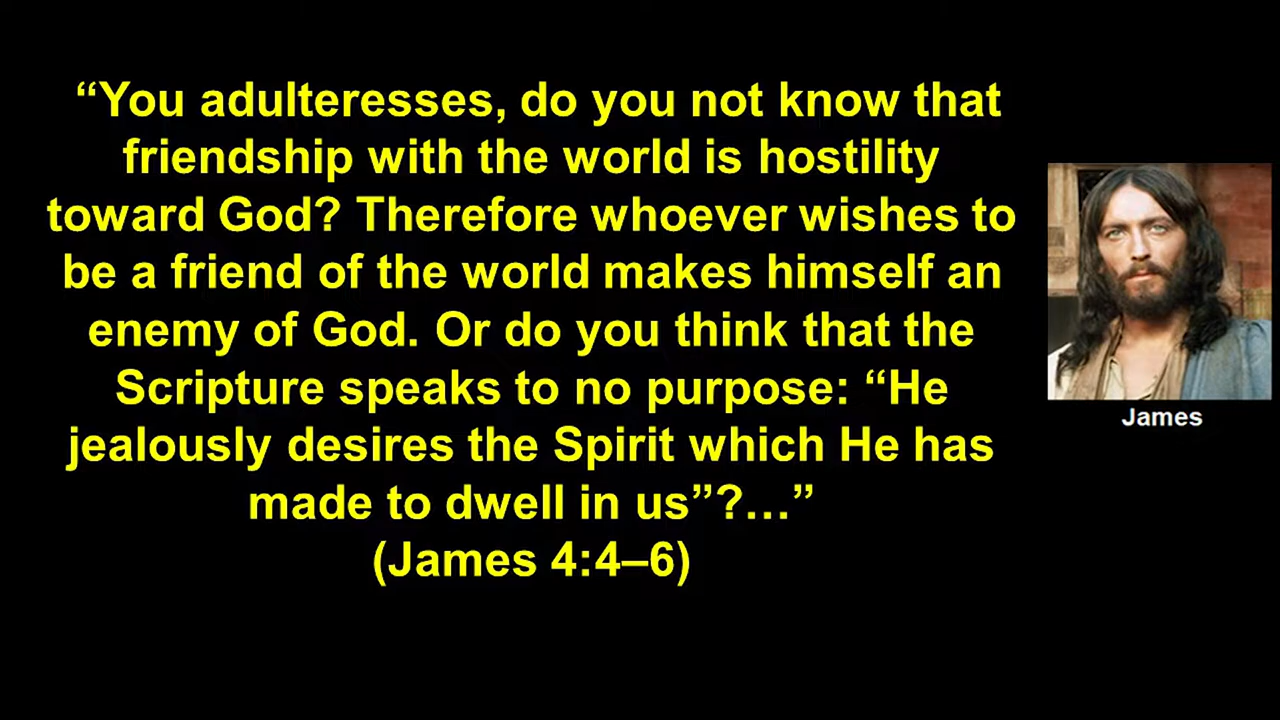 “You adulteresses, do you not know that
friendship with the world is hostility
toward God? Therefore whoever wishes to
be a friend of the world makes himself an
enemy of God. Or do you think that the
Scripture speaks to no purpose: “He
jealously desires the Spirit which He has
made to dwell in us”?…”
(James 4:4–6)
James